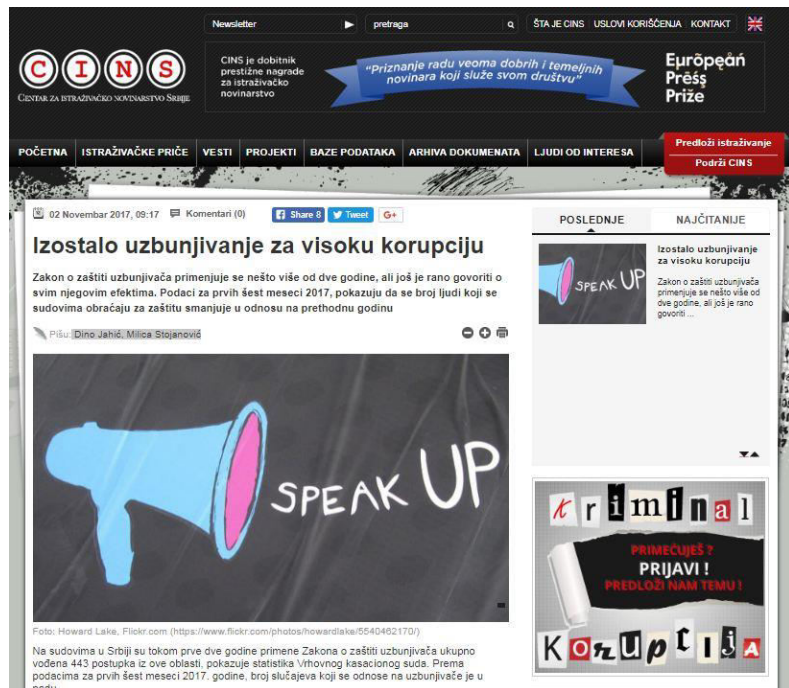 Newsletter
pretraga
ŠTA JE CINS
USLOVI KORIŠĆENJA
KONTAKT
CINS
CENTAR ZA ISTRAŽIVAČKO NOVINARSTVO SRBIJE
CINS je dobitnik
prestižne nagrade
za istraživačko
novinarstvo
"Priznanje radu veoma dobrih i temeljnih
novinara koji služe svom društvu"
Eųrõpęåń
Prêśş
Priže
POČETNA
ISTRAŽIVAČKE PRIČE
VESTI
PROJEKTI
BAZE PODATAKA
ARHIVA DOKUMENATA
LJUDI OD INTERESA
Predloži istraživanje
Podrži CINS
02 Novembar 2017, 09:17
Komentari (0)
Share 8
Tweet
G+
Izostalo uzbunjivanje za visoku korupciju
Zakon o zaštiti uzbunjivača primenjuje se nešto više od dve godine, ali još je rano govoriti o
svim njegovim efektima. Podaci za prvih šest meseci 2017, pokazuju da se broj ljudi koji se
sudovima obraćaju za zaštitu smanjuje u odnosu na prethodnu godinu
Pišu: Dino Jahić, Milica Stojanović
SPEAK UP
Foto: Howard Lake, Flickr.com (https://www.flickr.com/photos/howardlake/5540462170/)
Na sudovima u Srbiji su tokom prve dve godine primene Zakona o zaštiti uzbunjivača ukupno
vođena 443 postupka iz ove oblasti, pokazuje statistika Vrhovnog kasacionog suda. Prema
podacima za prvih šest meseci 2017. godine, broj slučajeva koji se odnose na uzbunjivače je u
POSLEDNJE
NAJČITANIJE
SPEAK UP
Izostalo uzbunjivanje
za visoku korupciju
Zakon o zaštiti uzbunjivača
primenjuje se nešto više od
dve godine, ali još je rano
govoriti ...
kriminal
PRIMEĆUJEŠ ?
PRIJAVI !
PREDLOŽI NAM TEMU !
KoRupcija